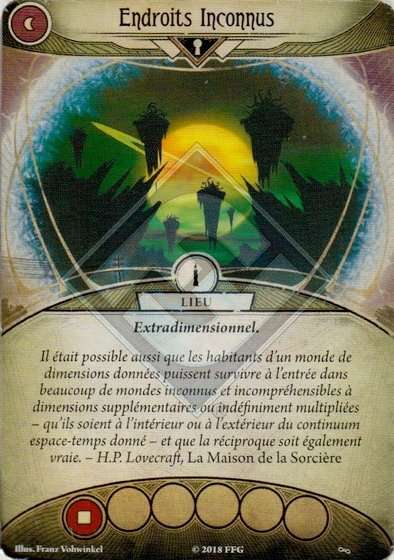 Endroits Inconnus
LIEU
Extradimensionnel.
Il était possible aussi que les habitants d'un monde de
dimensions données puissent survivre à l'entrée dans
beaucoup de mondes inconnus et incompréhensibles à
dimensions supplémentaires ou indéfiniment multipliées
– qu'ils soient à l'intérieur ou à l'extérieur du continuum
espace-temps donné – et que la réciproque soit également
vraie. – H.P. Lovecraft, La Maison de la Sorcière
Illus. Franz Vohwinkel
© 2018 FFG